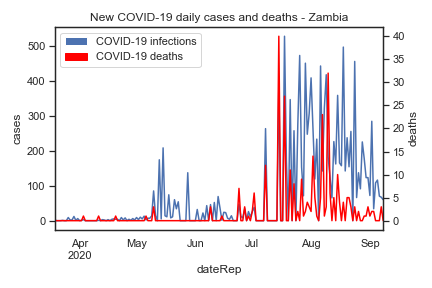 New COVID-19 daily cases and deaths - Zambia
COVID-19 infections
COVID-19 deaths
cases
500
400
300
200
100
0
deaths
40
35
30
25
20
15
10
5
0
Apr
2020
May
Jun
Jul
Aug
Sep
dateRep